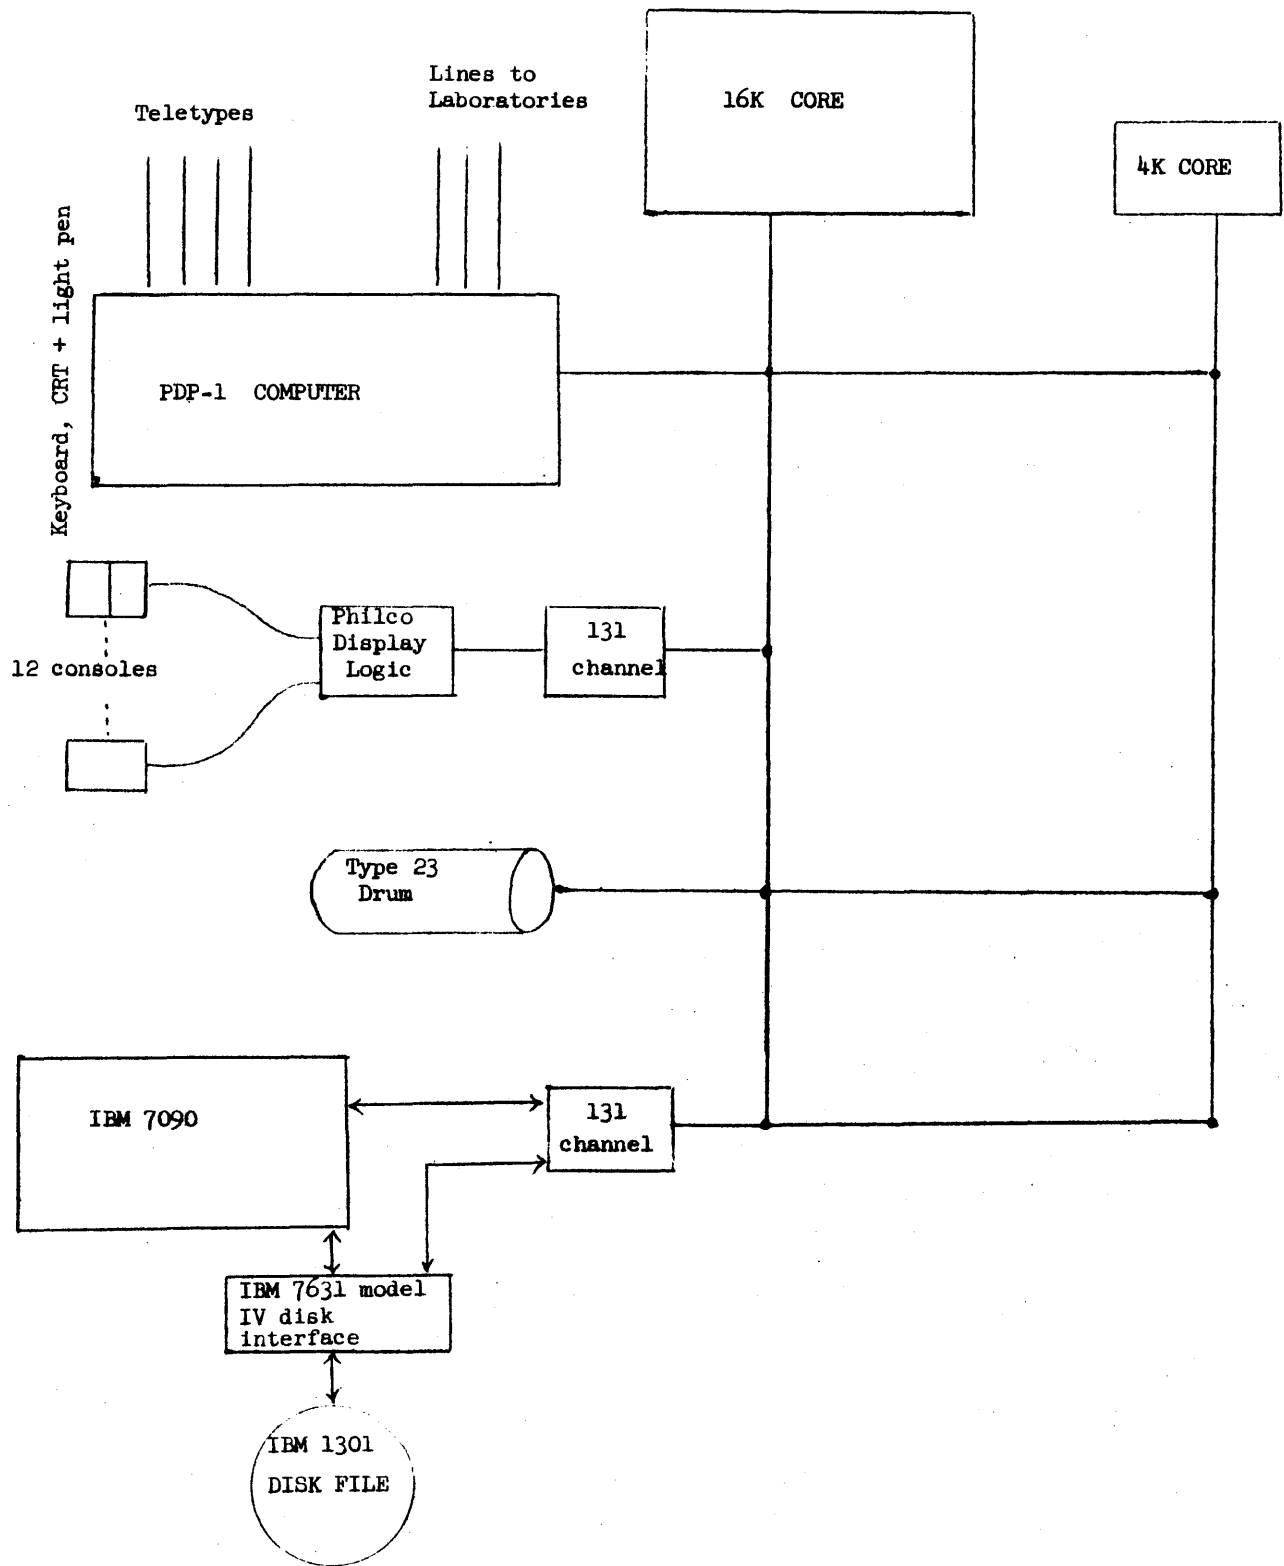 Lines to
Laboratories
Teletypes
16K CORE
4K CORE
Keyboard, CRT + light pen
PDP-1 COMPUTER
12 consoles
Philco
Display
Logic
131
channel
Type 23
Drum
IBM 7090
131
channel
IBM 7631 model
IV disk
interface
IBM 1301
DISK FILE